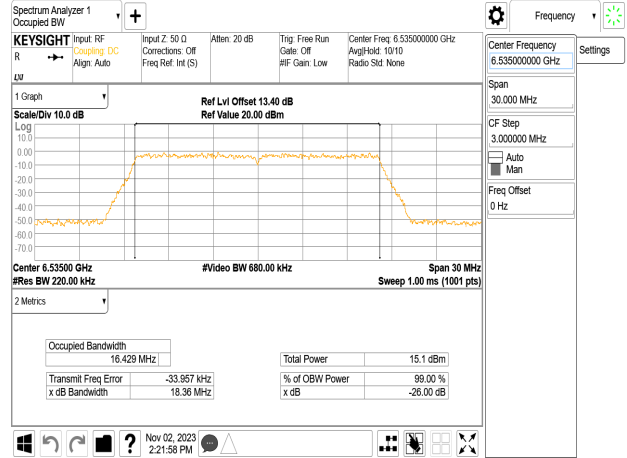 Spectrum Analyzer 1
Occupied BW
Frequency
KEYSIGHT
R
Input: RF
Coupling: DC
Align: Auto
Input Z: 50 Ω
Corrections: Off
Freq Ref: Int (S)
Atten: 20 dB
Trig: Free Run
Gate: Off
#IF Gain: Low
Center Freq: 6.535000000 GHz
Avg|Hold: 10/10
Radio Std: None
Center Frequency
6.535000000 GHz
Settings
Span
30.000 MHz
CF Step
3.000000 MHz
Auto
Man
Freq Offset
0 Hz
1 Graph
Scale/Div 10.0 dB
Ref Lvl Offset 13.40 dB
Ref Value 20.00 dBm
Log
10.0
0.00
-10.0
-20.0
-30.0
-40.0
-50.0
-60.0
-70.0
Center 6.53500 GHz
#Video BW 680.00 kHz
Span 30 MHz
#Res BW 220.00 kHz
Sweep 1.00 ms (1001 pts)
2 Metrics
Occupied Bandwidth
16.429 MHz
Total Power 15.1 dBm
Transmit Freq Error -33.957 kHz
% of OBW Power 99.00 %
x dB Bandwidth 18.36 MHz
x dB -26.00 dB
?
Nov 02, 2023
2:21:58 PM